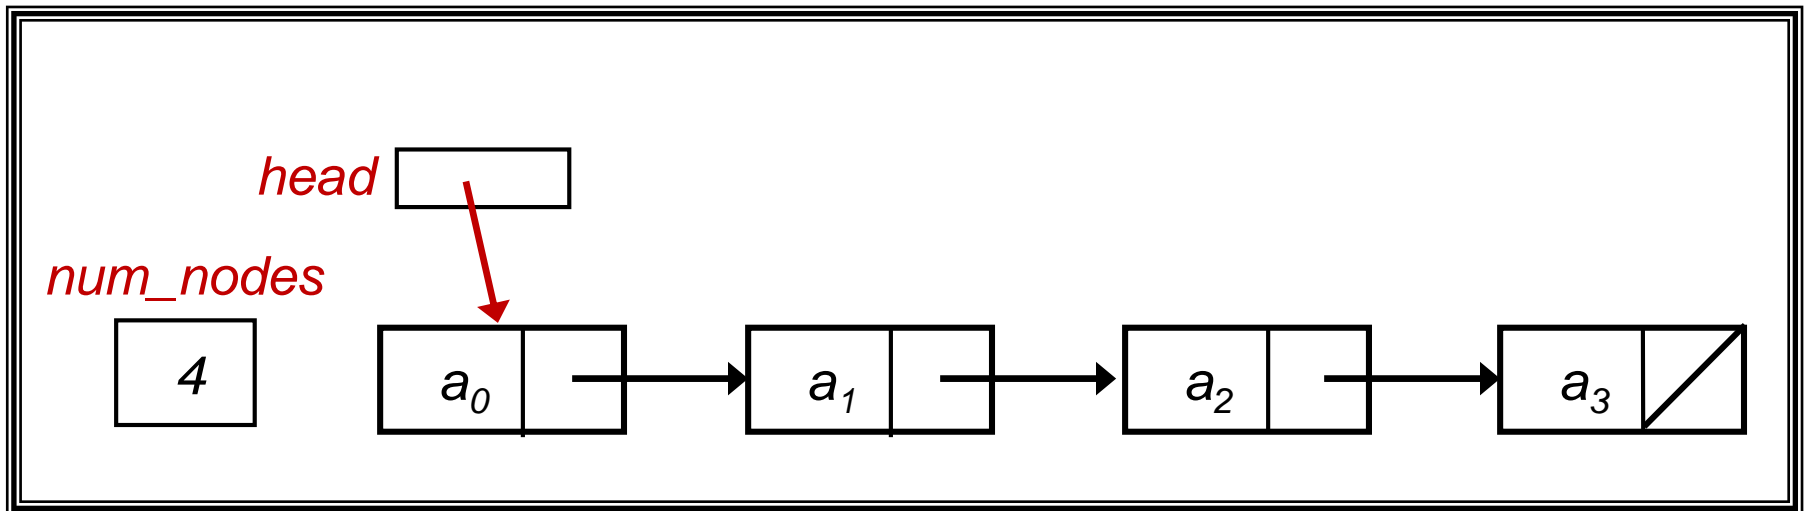 head
num_nodes
4
a₀ a₁ a₂ a₃